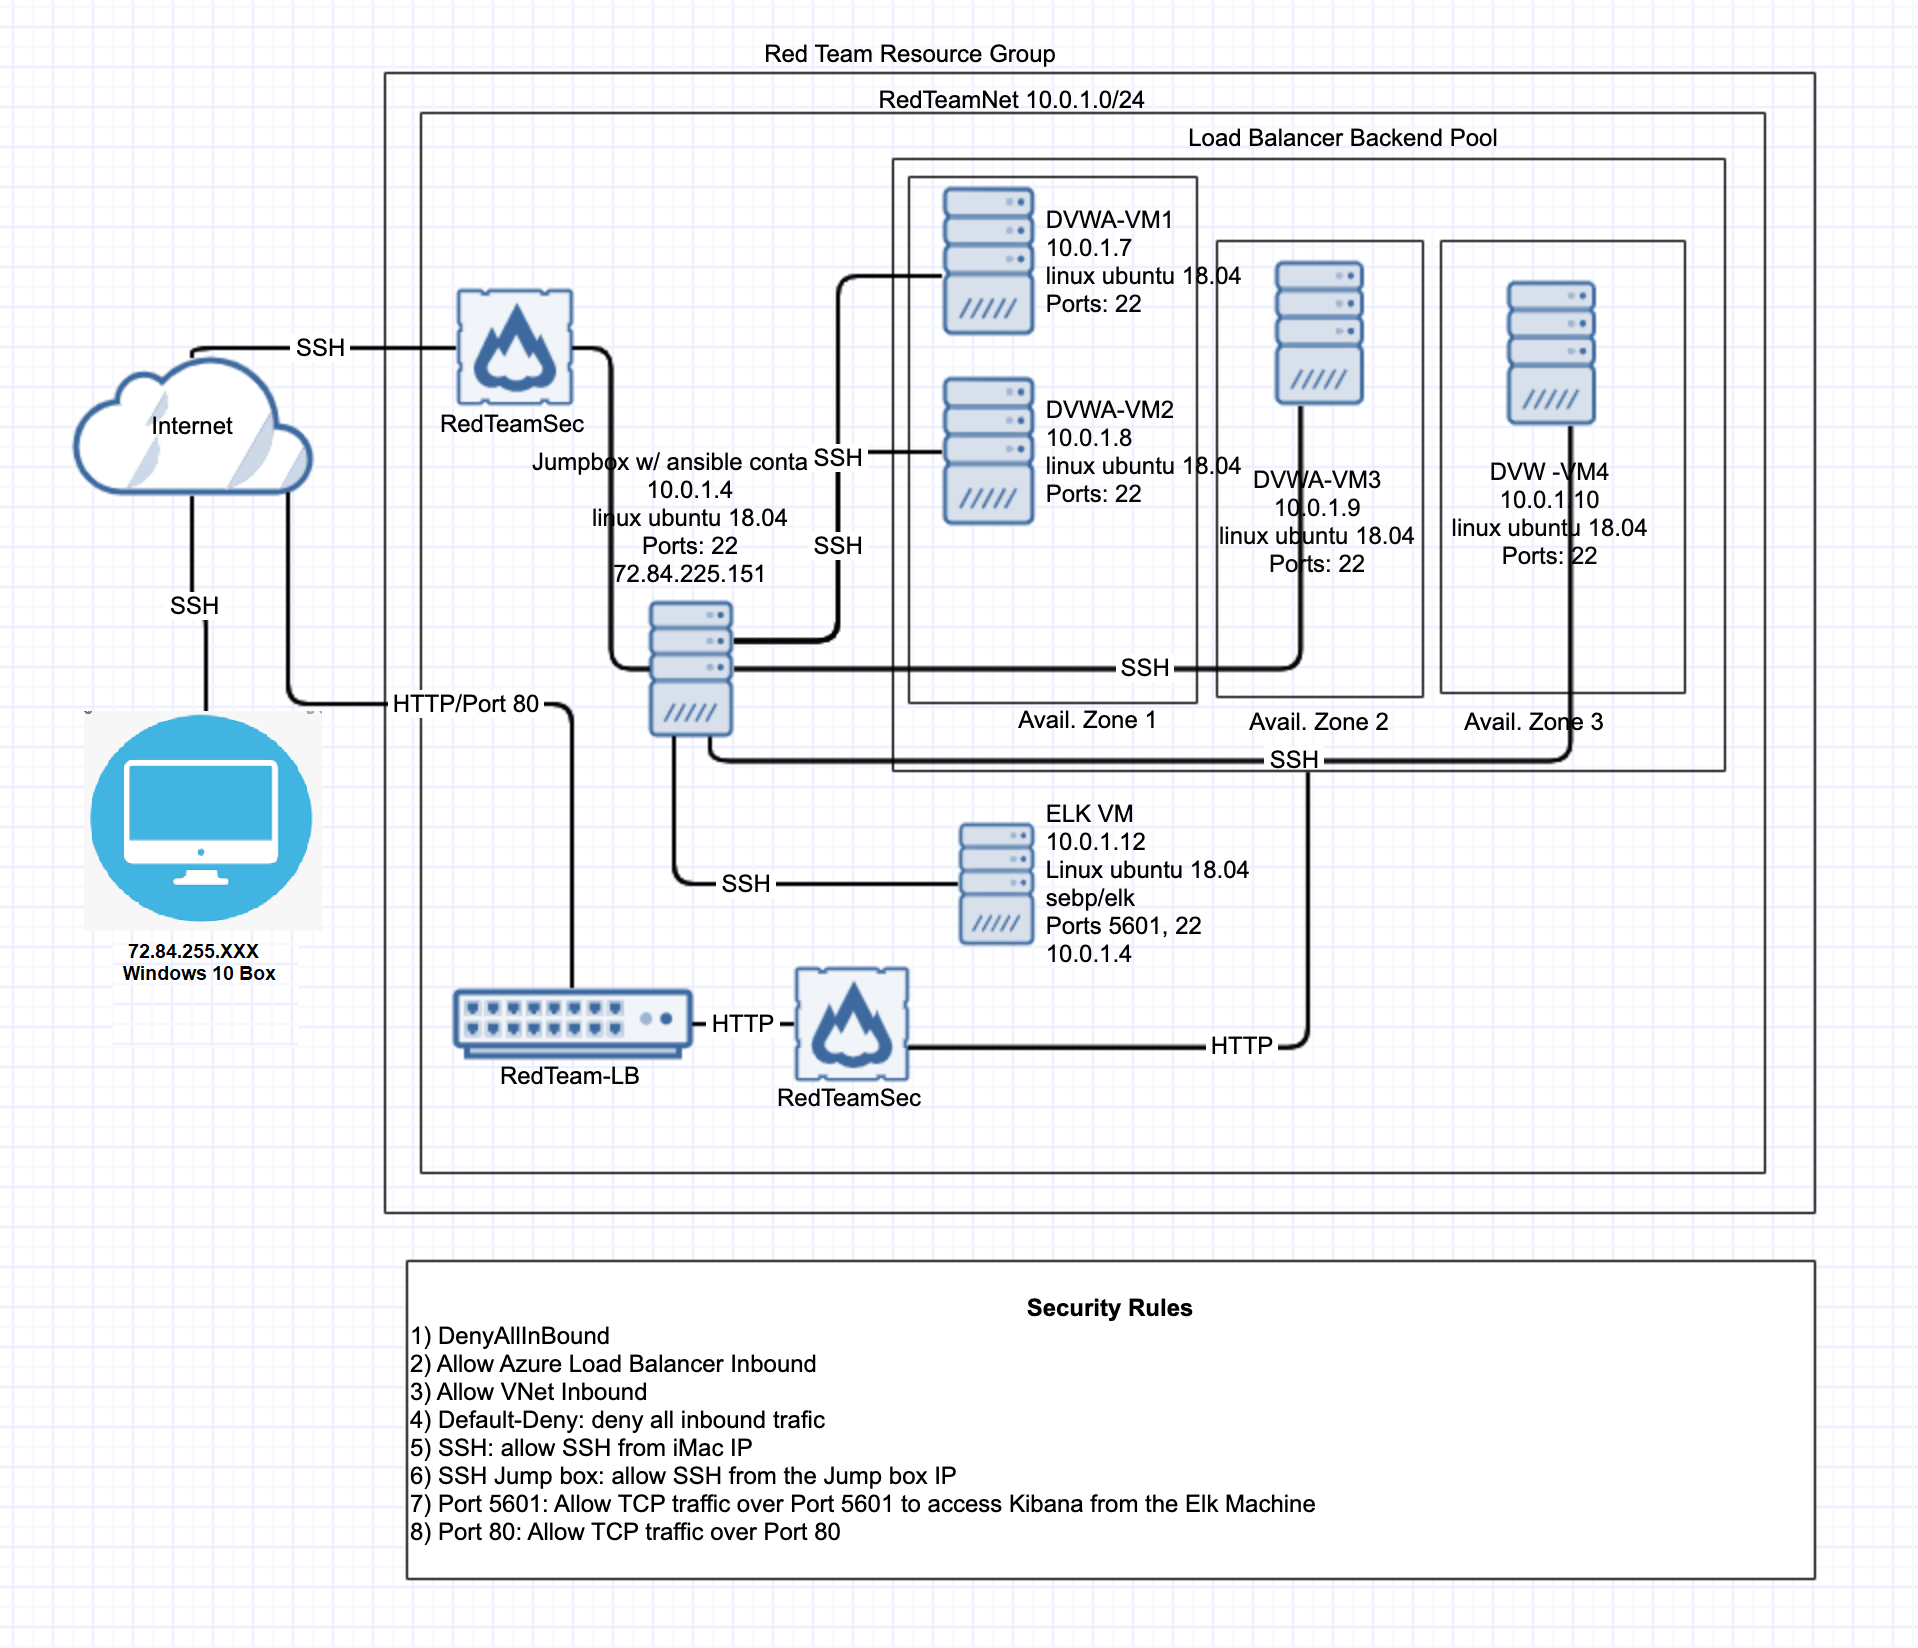 Red Team Resource Group
RedTeamNet 10.0.1.0/24
Load Balancer Backend Pool
DVWA-VM1
10.0.1.7
linux ubuntu 18.04
Ports: 22
SSH
Internet
RedTeamSec
DVWA-VM2
10.0.1.8
linux ubuntu 18.04
Ports: 22
SSH
Jumpbox w/ ansible conta
10.0.1.4
linux ubuntu 18.04
Ports: 22
72.84.225.151
SSH
DVWA-VM3
10.0.1.9
linux ubuntu 18.04
Ports: 22
DVW -VM4
10.0.1.10
linux ubuntu 18.04
Ports: 22
SSH
SSH
HTTP/Port 80
Avail. Zone 1
Avail. Zone 2
Avail. Zone 3
SSH
ELK VM
10.0.1.12
Linux ubuntu 18.04
sebp/elk
Ports 5601, 22
10.0.1.4
SSH
72.84.255.XXX
Windows 10 Box
HTTP
HTTP
RedTeam-LB
RedTeamSec
Security Rules
1) DenyAllInBound
2) Allow Azure Load Balancer Inbound
3) Allow VNet Inbound
4) Default-Deny: deny all inbound trafic
5) SSH: allow SSH from iMac IP
6) SSH Jump box: allow SSH from the Jump box IP
7) Port 5601: Allow TCP traffic over Port 5601 to access Kibana from the Elk Machine
8) Port 80: Allow TCP traffic over Port 80